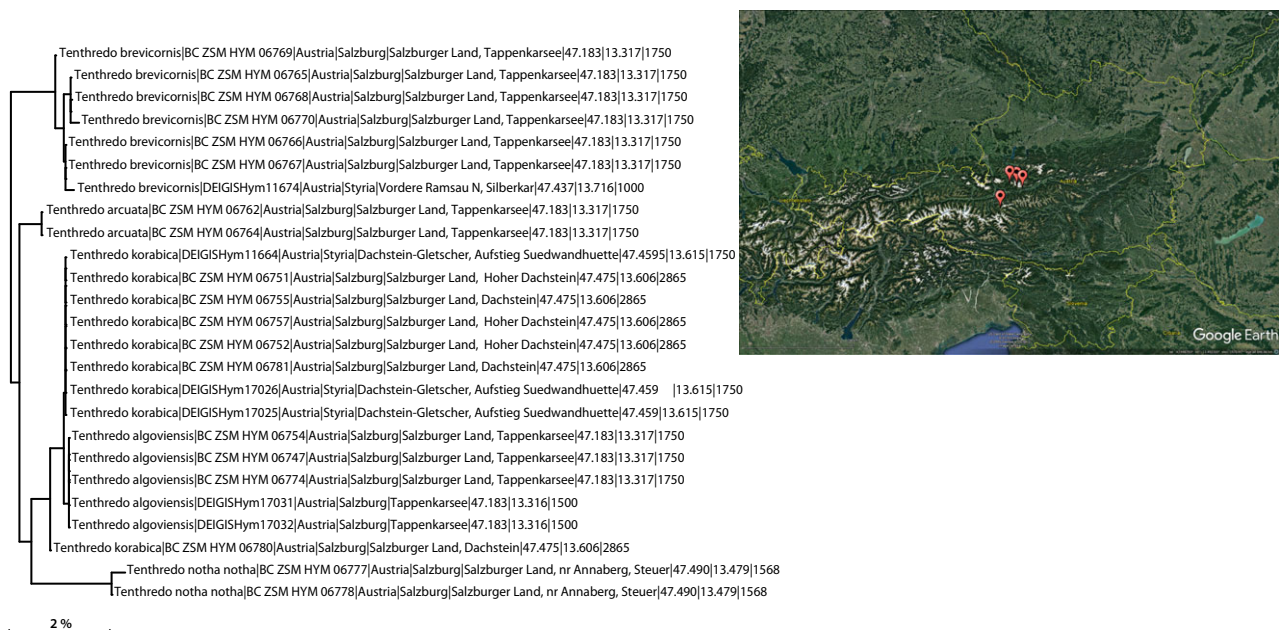 Tenthredo brevicornis|BC ZSM HYM 06769|Austria|Salzburg|Salzburger Land, Tappenkarsee|47.183|13.317|1750
Tenthredo brevicornis|BC ZSM HYM 06765|Austria|Salzburg|Salzburger Land, Tappenkarsee|47.183|13.317|1750
Tenthredo brevicornis|BC ZSM HYM 06768|Austria|Salzburg|Salzburger Land, Tappenkarsee|47.183|13.317|1750
Tenthredo brevicornis|BC ZSM HYM 06770|Austria|Salzburg|Salzburger Land, Tappenkarsee|47.183|13.317|1750
Tenthredo brevicornis|BC ZSM HYM 06766|Austria|Salzburg|Salzburger Land, Tappenkarsee|47.183|13.317|1750
Tenthredo brevicornis|BC ZSM HYM 06767|Austria|Salzburg|Salzburger Land, Tappenkarsee|47.183|13.317|1750
Tenthredo brevicornis|DEIGISHym11674|Austria|Styria|Vordere Ramsau N, Silberkar|47.437|13.716|1000
Tenthredo arcuata|BC ZSM HYM 06762|Austria|Salzburg|Salzburger Land, Tappenkarsee|47.183|13.317|1750
Tenthredo arcuata|BC ZSM HYM 06764|Austria|Salzburg|Salzburger Land, Tappenkarsee|47.183|13.317|1750
Tenthredo korabica|DEIGISHym11664|Austria|Styria|Dachstein-Gletscher, Aufstieg Suedwandhuette|47.4595|13.615|1750
Tenthredo korabica|BC ZSM HYM 06751|Austria|Salzburg|Salzburger Land, Hoher Dachstein|47.475|13.606|2865
Tenthredo korabica|BC ZSM HYM 06755|Austria|Salzburg|Salzburger Land, Dachstein|47.475|13.606|2865
Tenthredo korabica|BC ZSM HYM 06757|Austria|Salzburg|Salzburger Land, Hoher Dachstein|47.475|13.606|2865
Tenthredo korabica|BC ZSM HYM 06752|Austria|Salzburg|Salzburger Land, Hoher Dachstein|47.475|13.606|2865
Tenthredo korabica|BC ZSM HYM 06781|Austria|Salzburg|Salzburger Land, Dachstein|47.475|13.606|2865
Tenthredo korabica|DEIGISHym17026|Austria|Styria|Dachstein-Gletscher, Aufstieg Suedwandhuette|47.459 |13.615|1750
Tenthredo korabica|DEIGISHym17025|Austria|Styria|Dachstein-Gletscher, Aufstieg Suedwandhuette|47.459|13.615|1750
Tenthredo algoviensis|BC ZSM HYM 06754|Austria|Salzburg|Salzburger Land, Tappenkarsee|47.183|13.317|1750
Tenthredo algoviensis|BC ZSM HYM 06747|Austria|Salzburg|Salzburger Land, Tappenkarsee|47.183|13.317|1750
Tenthredo algoviensis|BC ZSM HYM 06774|Austria|Salzburg|Salzburger Land, Tappenkarsee|47.183|13.317|1750
Tenthredo algoviensis|DEIGISHym17031|Austria|Salzburg|Tappenkarsee|47.183|13.316|1500
Tenthredo algoviensis|DEIGISHym17032|Austria|Salzburg|Tappenkarsee|47.183|13.316|1500
Tenthredo korabica|BC ZSM HYM 06780|Austria|Salzburg|Salzburger Land, Dachstein|47.475|13.606|2865
Tenthredo notha notha|BC ZSM HYM 06777|Austria|Salzburg|Salzburger Land, nr Annaberg, Steuer|47.490|13.479|1568
Tenthredo notha notha|BC ZSM HYM 06778|Austria|Salzburg|Salzburger Land, nr Annaberg, Steuer|47.490|13.479|1568
2 %
Google Earth